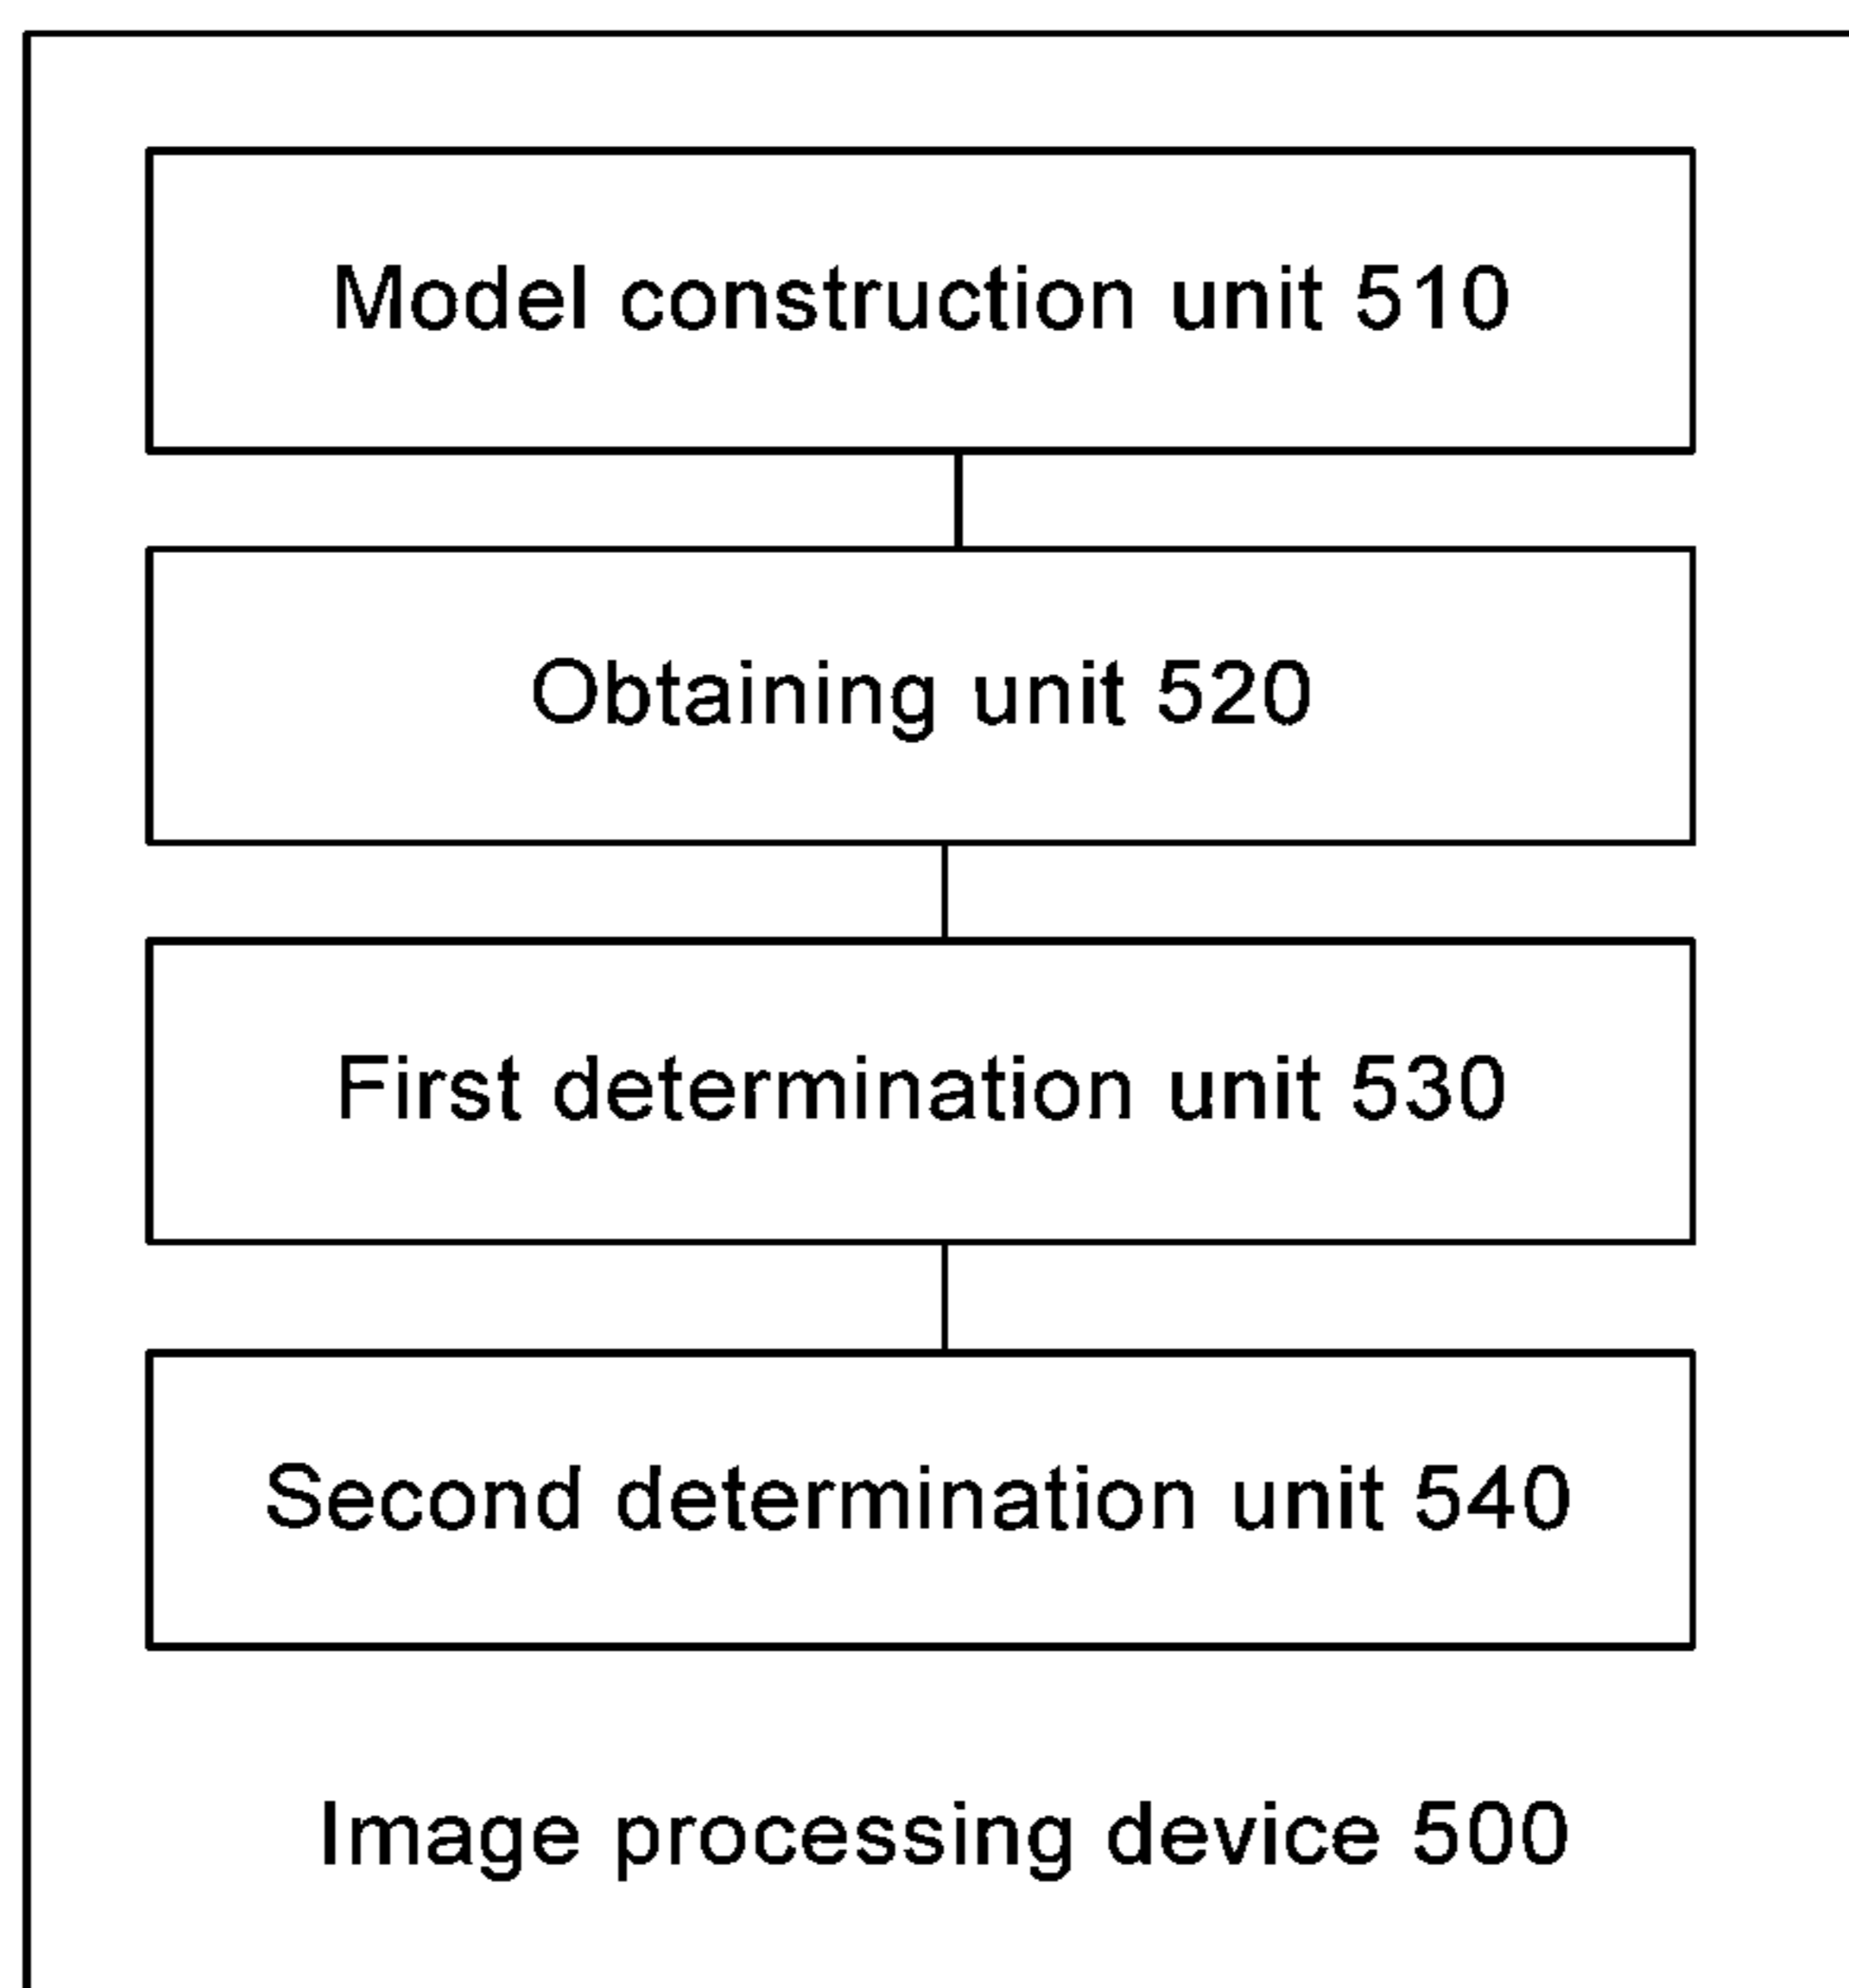 Model construction unit 510
Obtaining unit 520
First determination unit 530
Second determination unit 540
Image processing device 500